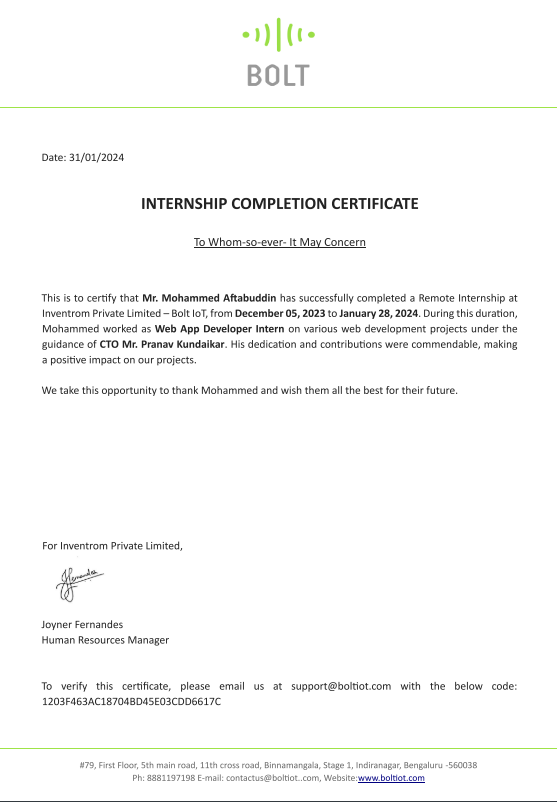 BOLT
Date: 31/01/2024
INTERNSHIP COMPLETION CERTIFICATE
To Whom-so-ever- It May Concern
This is to certify that Mr. Mohammed Aftabuddin has successfully completed a Remote Internship at
Inventrom Private Limited – Bolt IoT, from December 05, 2023 to January 28, 2024. During this duration,
Mohammed worked as Web App Developer Intern on various web development projects under the
guidance of CTO Mr. Pranav Kundaikar. His dedication and contributions were commendable, making
a positive impact on our projects.
We take this opportunity to thank Mohammed and wish them all the best for their future.
For Inventrom Private Limited,
JFernandes
Joyner Fernandes
Human Resources Manager
To verify this certificate, please email us at support@boltiot.com with the below code:
1203F463AC18704BD45E03CDD6617C
#79, First Floor, 5th main road, 11th cross road, Binnamangala, Stage 1, Indiranagar, Bengaluru -560038
Ph: 8881197198 E-mail: contactus@boltiot..com, Website:www.boltiot.com